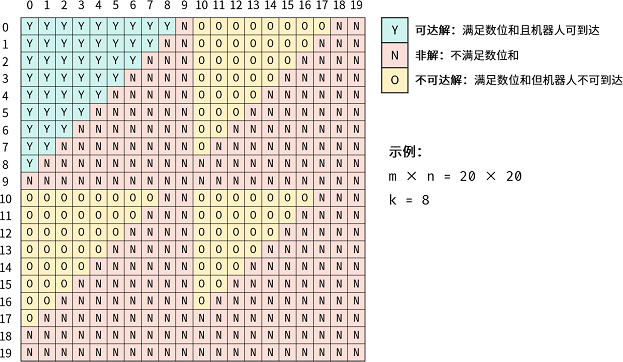 0 1 2 3 4 5 6 7 8 9 10 11 12 13 14 15 16 17 18 19
0 Y Y Y Y Y Y Y Y Y N O O O O O O O O N N
1 Y Y Y Y Y Y Y Y N N O O O O O O O N N N
2 Y Y Y Y Y Y Y N N N O O O O O O N N N N
3 Y Y Y Y Y Y N N N N O O O O O N N N N N
4 Y Y Y Y Y N N N N N O O O O N N N N N N
5 Y Y Y Y N N N N N N O O O N N N N N N N
6 Y Y Y N N N N N N N O O N N N N N N N N
7 Y Y N N N N N N N N O N N N N N N N N N
8 Y N N N N N N N N N N N N N N N N N N N
9 N N N N N N N N N N N N N N N N N N N N
10 O O O O O O O O N N O O O O O O O N N N
11 O O O O O O O N N N O O O O O O N N N N
12 O O O O O O N N N N O O O O O N N N N N
13 O O O O O N N N N N O O O O N N N N N N
14 O O O O N N N N N N O O O N N N N N N N
15 O O O N N N N N N N O O N N N N N N N N
16 O O N N N N N N N N O N N N N N N N N N
17 O N N N N N N N N N N N N N N N N N N N
18 N N N N N N N N N N N N N N N N N N N N
19 N N N N N N N N N N N N N N N N N N N N
Y 可达解：满足数位和且机器人可到达
N 非解：不满足数位和
O 不可达解：满足数位和但机器人不可到达
示例：
m × n = 20 × 20
k = 8